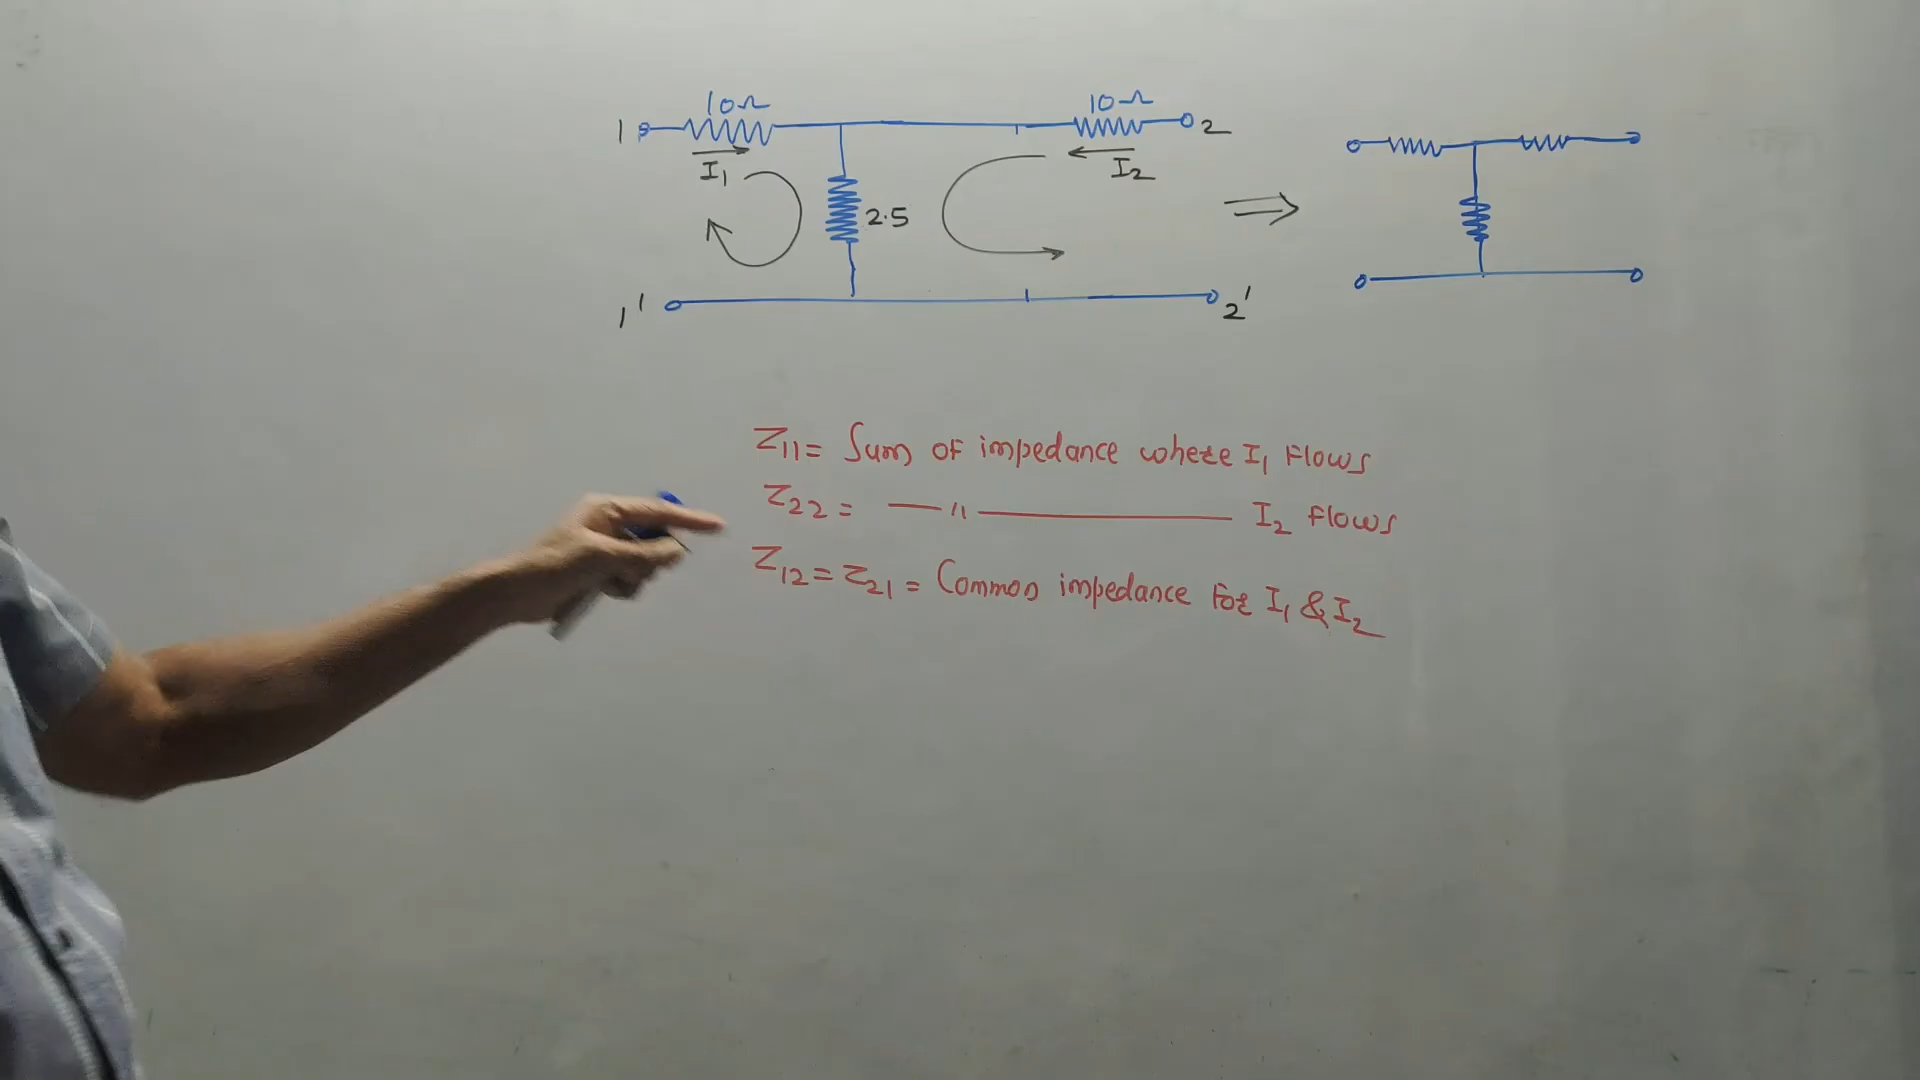 10Ω
10Ω
1
2
I₁
I₂
2.5
1'
2'
Z₁₁ = Sum of impedance where I₁ flows
Z₂₂ = — " — I₂ flows
Z₁₂ = Z₂₁ = Common impedance for I₁ & I₂